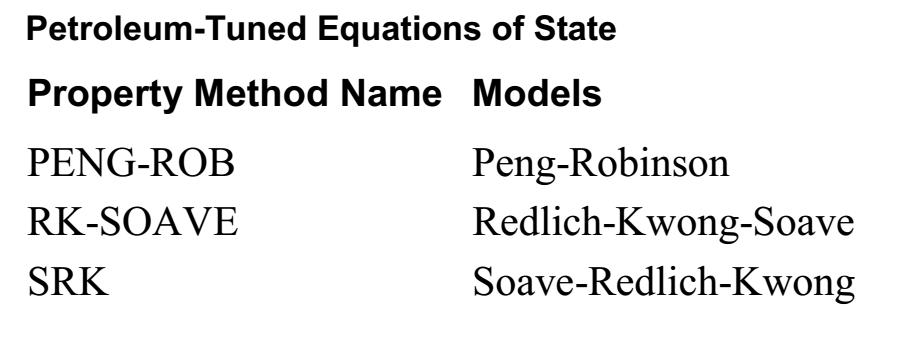 Petroleum-Tuned Equations of State
Property Method Name Models
PENG-ROB Peng-Robinson
RK-SOAVE Redlich-Kwong-Soave
SRK Soave-Redlich-Kwong